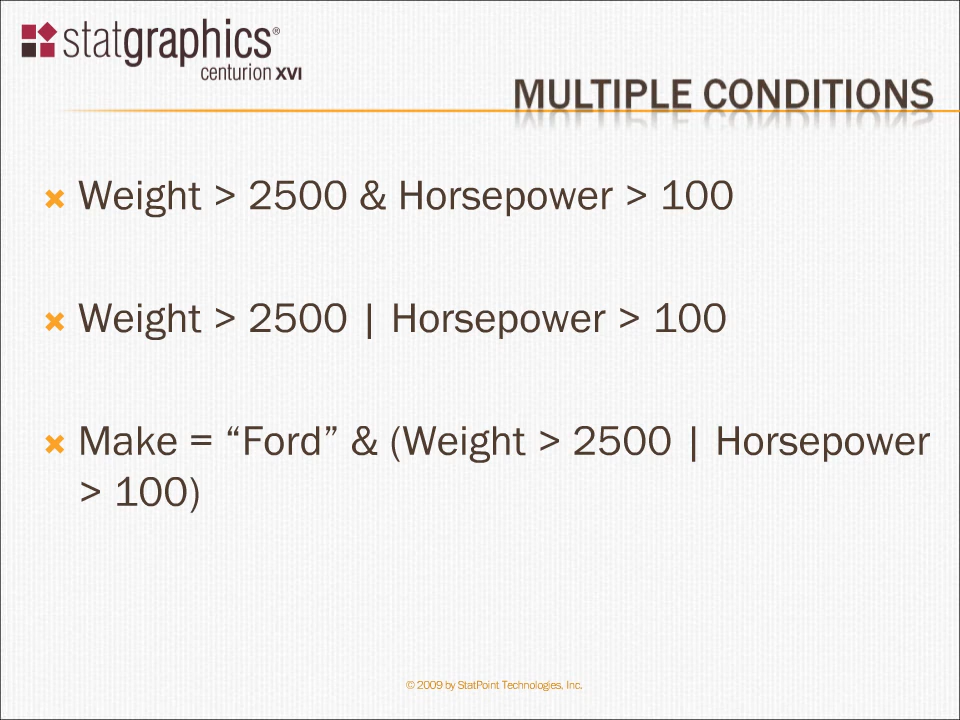 statgraphics®
centurion XVI
MULTIPLE CONDITIONS
Weight > 2500 & Horsepower > 100
Weight > 2500 | Horsepower > 100
Make = “Ford” & (Weight > 2500 | Horsepower
> 100)
© 2009 by StatPoint Technologies, Inc.